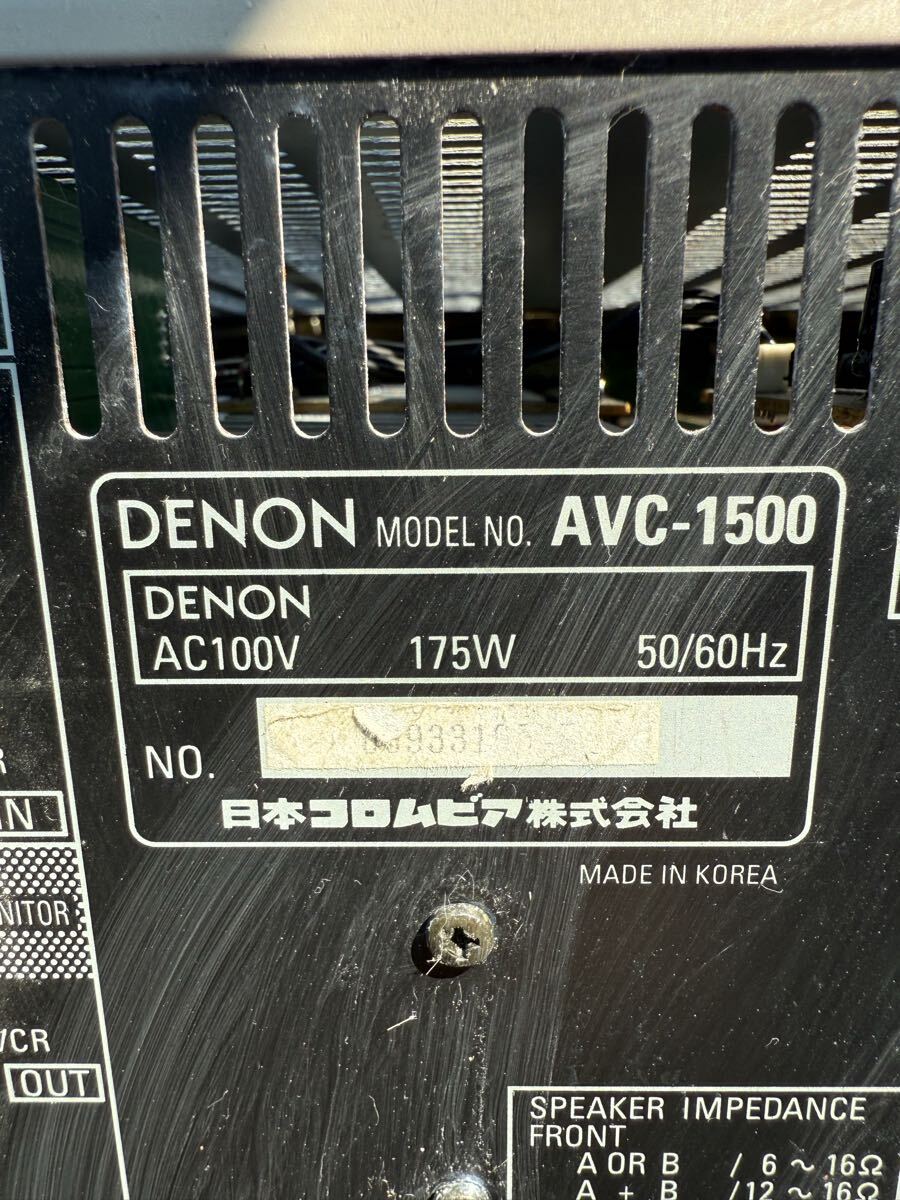 DENON MODEL NO. AVC-1500
DENON
AC100V 175W 50/60Hz
NO.
日本コロムビア株式会社
MADE IN KOREA
IN
NITOR
CR
OUT
SPEAKER IMPEDANCE
FRONT
A OR B / 6 ~ 16Ω
A + B / 12 ~ 16Ω